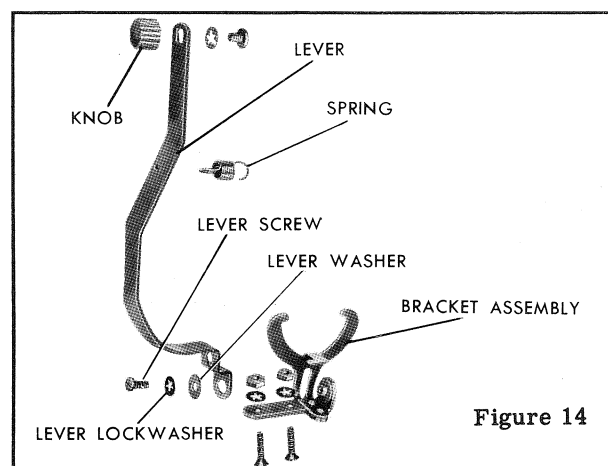 KNOB
LEVER
SPRING
LEVER SCREW
LEVER WASHER
BRACKET ASSEMBLY
LEVER LOCKWASHER
Figure 14